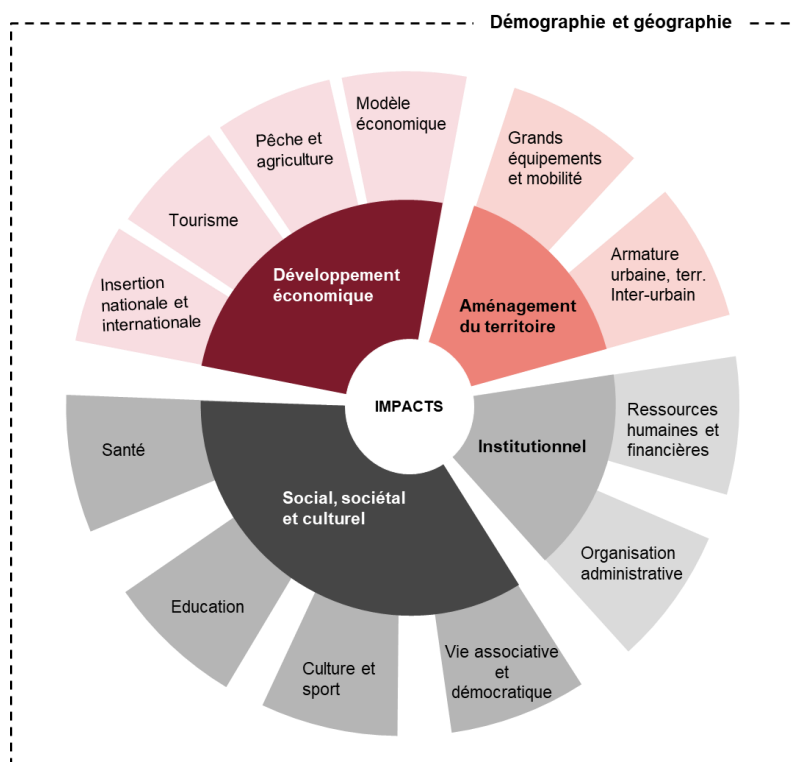 Démographie et géographie
Modèle
économique
Pêche et
agriculture
Tourisme
Insertion
nationale et
internationale
Développement
économique
Grands
équipements
et mobilité
Armature
urbaine, terr.
Inter-urbain
Aménagement
du territoire
IMPACTS
Ressources
humaines et
financières
Institutionnel
Organisation
administrative
Social, sociétal
et culturel
Santé
Education
Culture et
sport
Vie associative
et
démocratique